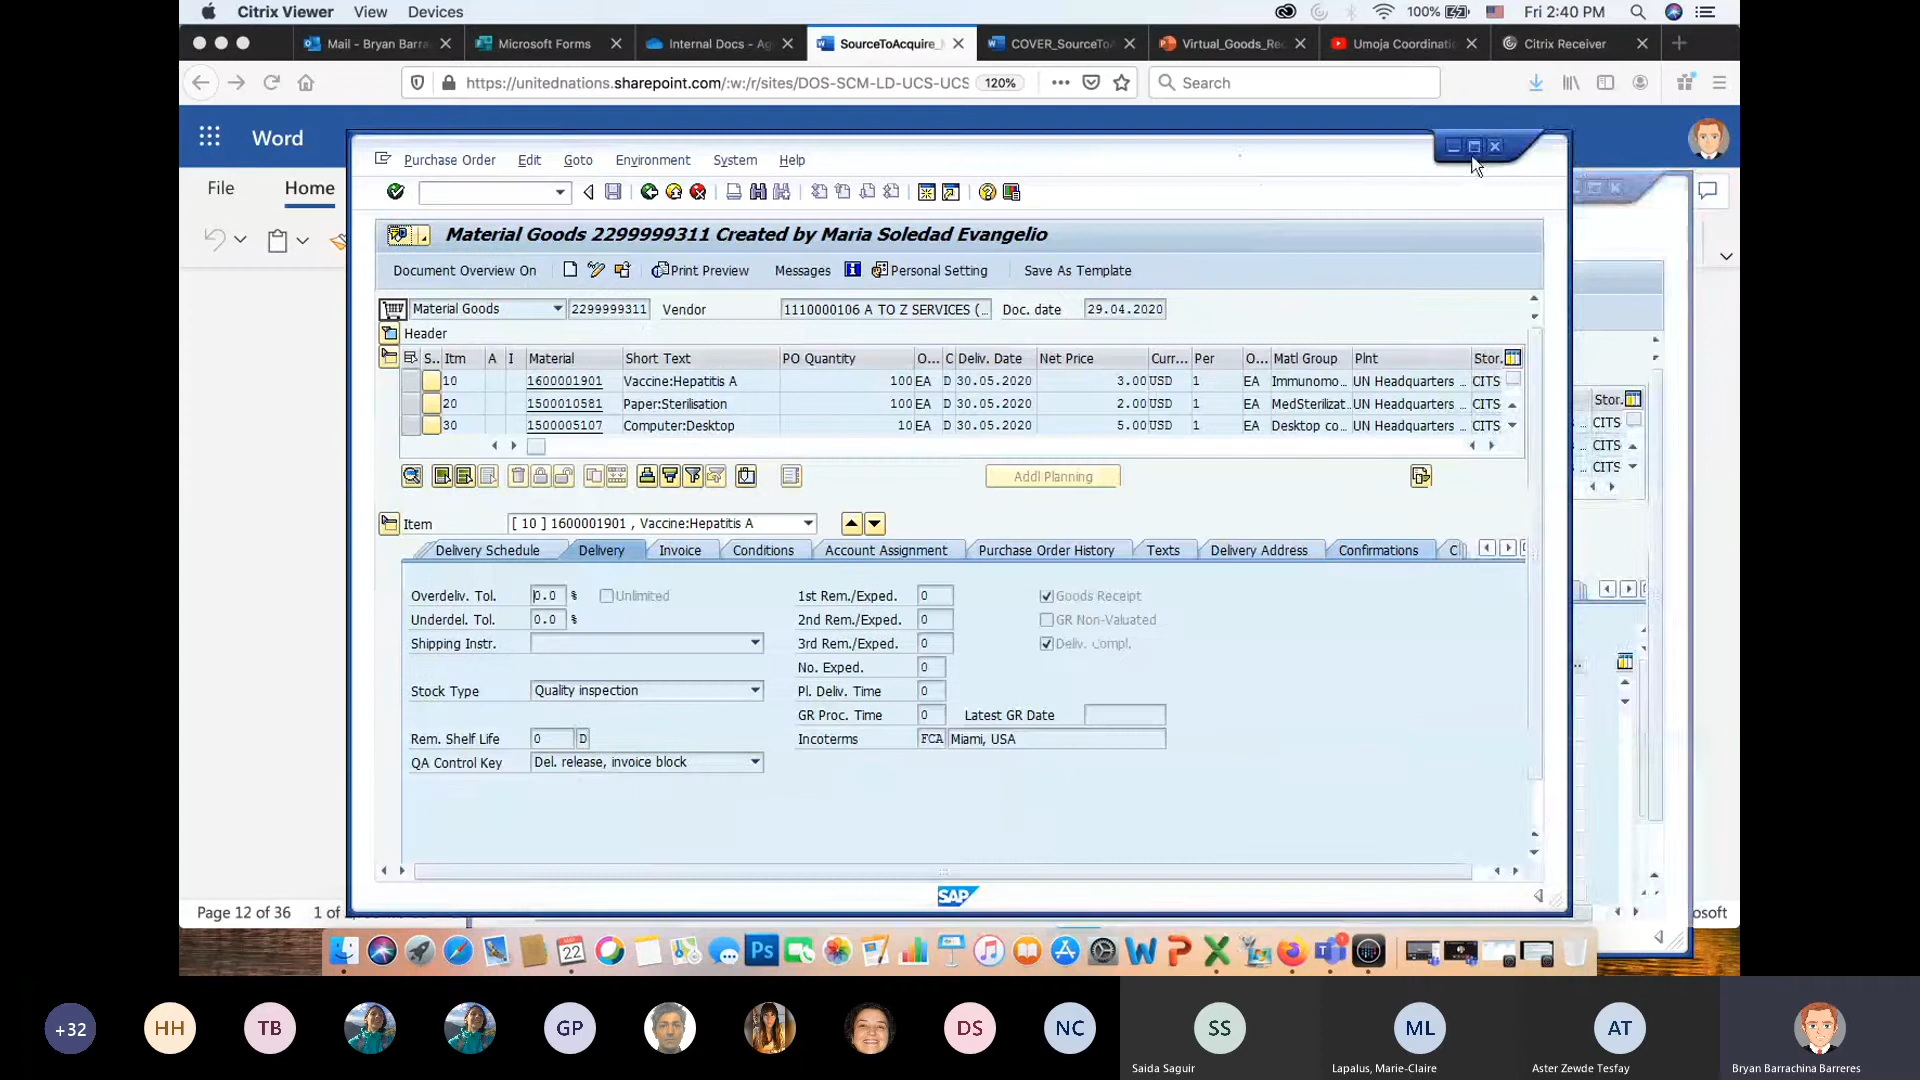 Citrix Viewer View Devices 100% Fri 2:40 PM
Mail - Bryan Barra Microsoft Forms Internal Docs - Ag SourceToAcquire_ COVER_SourceToA Virtual_Goods_Re Umoja Coordinati Citrix Receiver
https://unitednations.sharepoint.com/:w:/r/sites/DOS-SCM-LD-UCS-UCS 120% Search
Word
File Home
Purchase Order Edit Goto Environment System Help
Material Goods 2299999311 Created by Maria Soledad Evangelio
Document Overview On Print Preview Messages Personal Setting Save As Template
Material Goods 2299999311 Vendor 1110000106 A TO Z SERVICES (... Doc. date 29.04.2020
Header
S.. Itm A I Material Short Text PO Quantity O... C Deliv. Date Net Price Curr... Per O... Matl Group Plnt Stor.
10 1600001901 Vaccine:Hepatitis A 100 EA D 30.05.2020 3.00 USD 1 EA Immunomo... UN Headquarters ... CITS
20 1500010581 Paper:Sterilisation 100 EA D 30.05.2020 2.00 USD 1 EA MedSterilizat... UN Headquarters ... CITS
30 1500005107 Computer:Desktop 10 EA D 30.05.2020 5.00 USD 1 EA Desktop co... UN Headquarters ... CITS
Stor.
CITS
CITS
CITS
Addl Planning
Item [ 10 ] 1600001901 , Vaccine:Hepatitis A
Delivery Schedule Delivery Invoice Conditions Account Assignment Purchase Order History Texts Delivery Address Confirmations C
Overdeliv. Tol. 0.0 % Unlimited 1st Rem./Exped. 0 Goods Receipt
Underdel. Tol. 0.0 % 2nd Rem./Exped. 0 GR Non-Valuated
Shipping Instr. 3rd Rem./Exped. 0 Deliv. Compl.
No. Exped. 0
Stock Type Quality inspection Pl. Deliv. Time 0
GR Proc. Time 0 Latest GR Date
Rem. Shelf Life 0 D Incoterms FCA Miami, USA
QA Control Key Del. release, invoice block
SAP
Page 12 of 36 1 of osoft
22
+32 HH TB GP DS NC SS ML AT
Saida Saguir Lapalus, Marie-Claire Aster Zewde Tesfay Bryan Barrachina Barreres